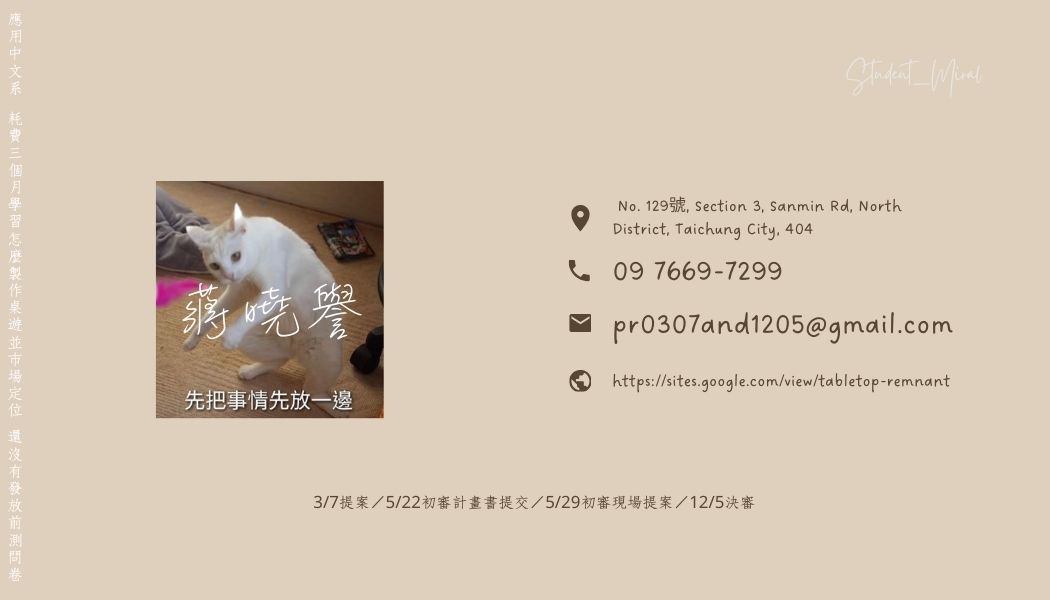 應用中文系 耗費三個月學習怎麼製作桌遊並市場定位 還沒有發放前測問卷
Student_Miral
蔣曉譽
先把事情先放一邊
No. 129號, Section 3, Sanmin Rd, North
District, Taichung City, 404
09 7669-7299
pr0307and1205@gmail.com
https://sites.google.com/view/tabletop-remnant
3/7提案／5/22初審計畫書提交／5/29初審現場提案／12/5決審